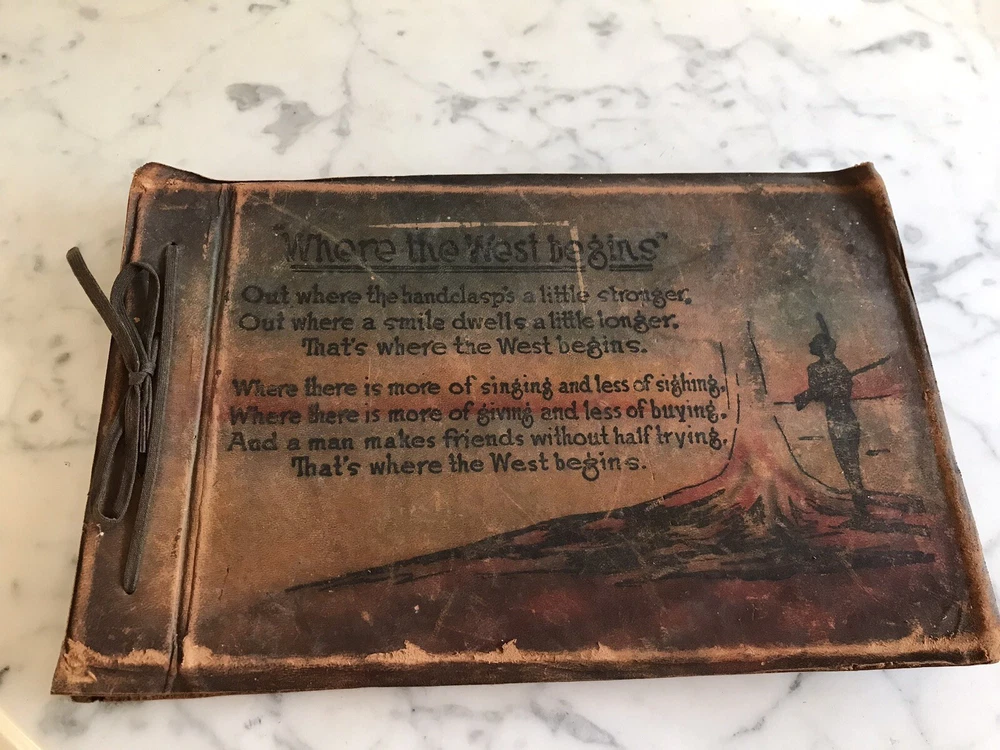 "Where the West begins"
Out where the handclasp's a little stronger,
Out where a smile dwells a little longer.
That's where the West begins.
Where there is more of singing and less of sighing,
Where there is more of giving and less of buying,
And a man makes friends without half trying,
That's where the West begins.